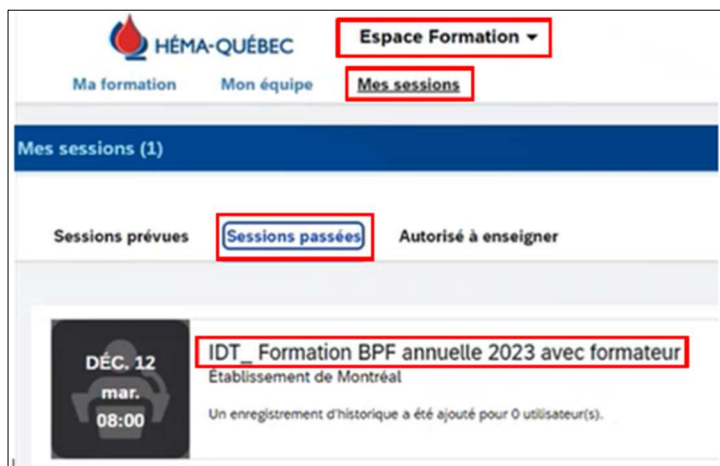 HÉMA-QUÉBEC
Espace Formation
Ma formation Mon équipe Mes sessions
Mes sessions (1)
Sessions prévues Sessions passées Autorisé à enseigner
DÉC. 12
mar.
08:00
IDT_ Formation BPF annuelle 2023 avec formateur
Établissement de Montréal
Un enregistrement d'historique a été ajouté pour 0 utilisateur(s).